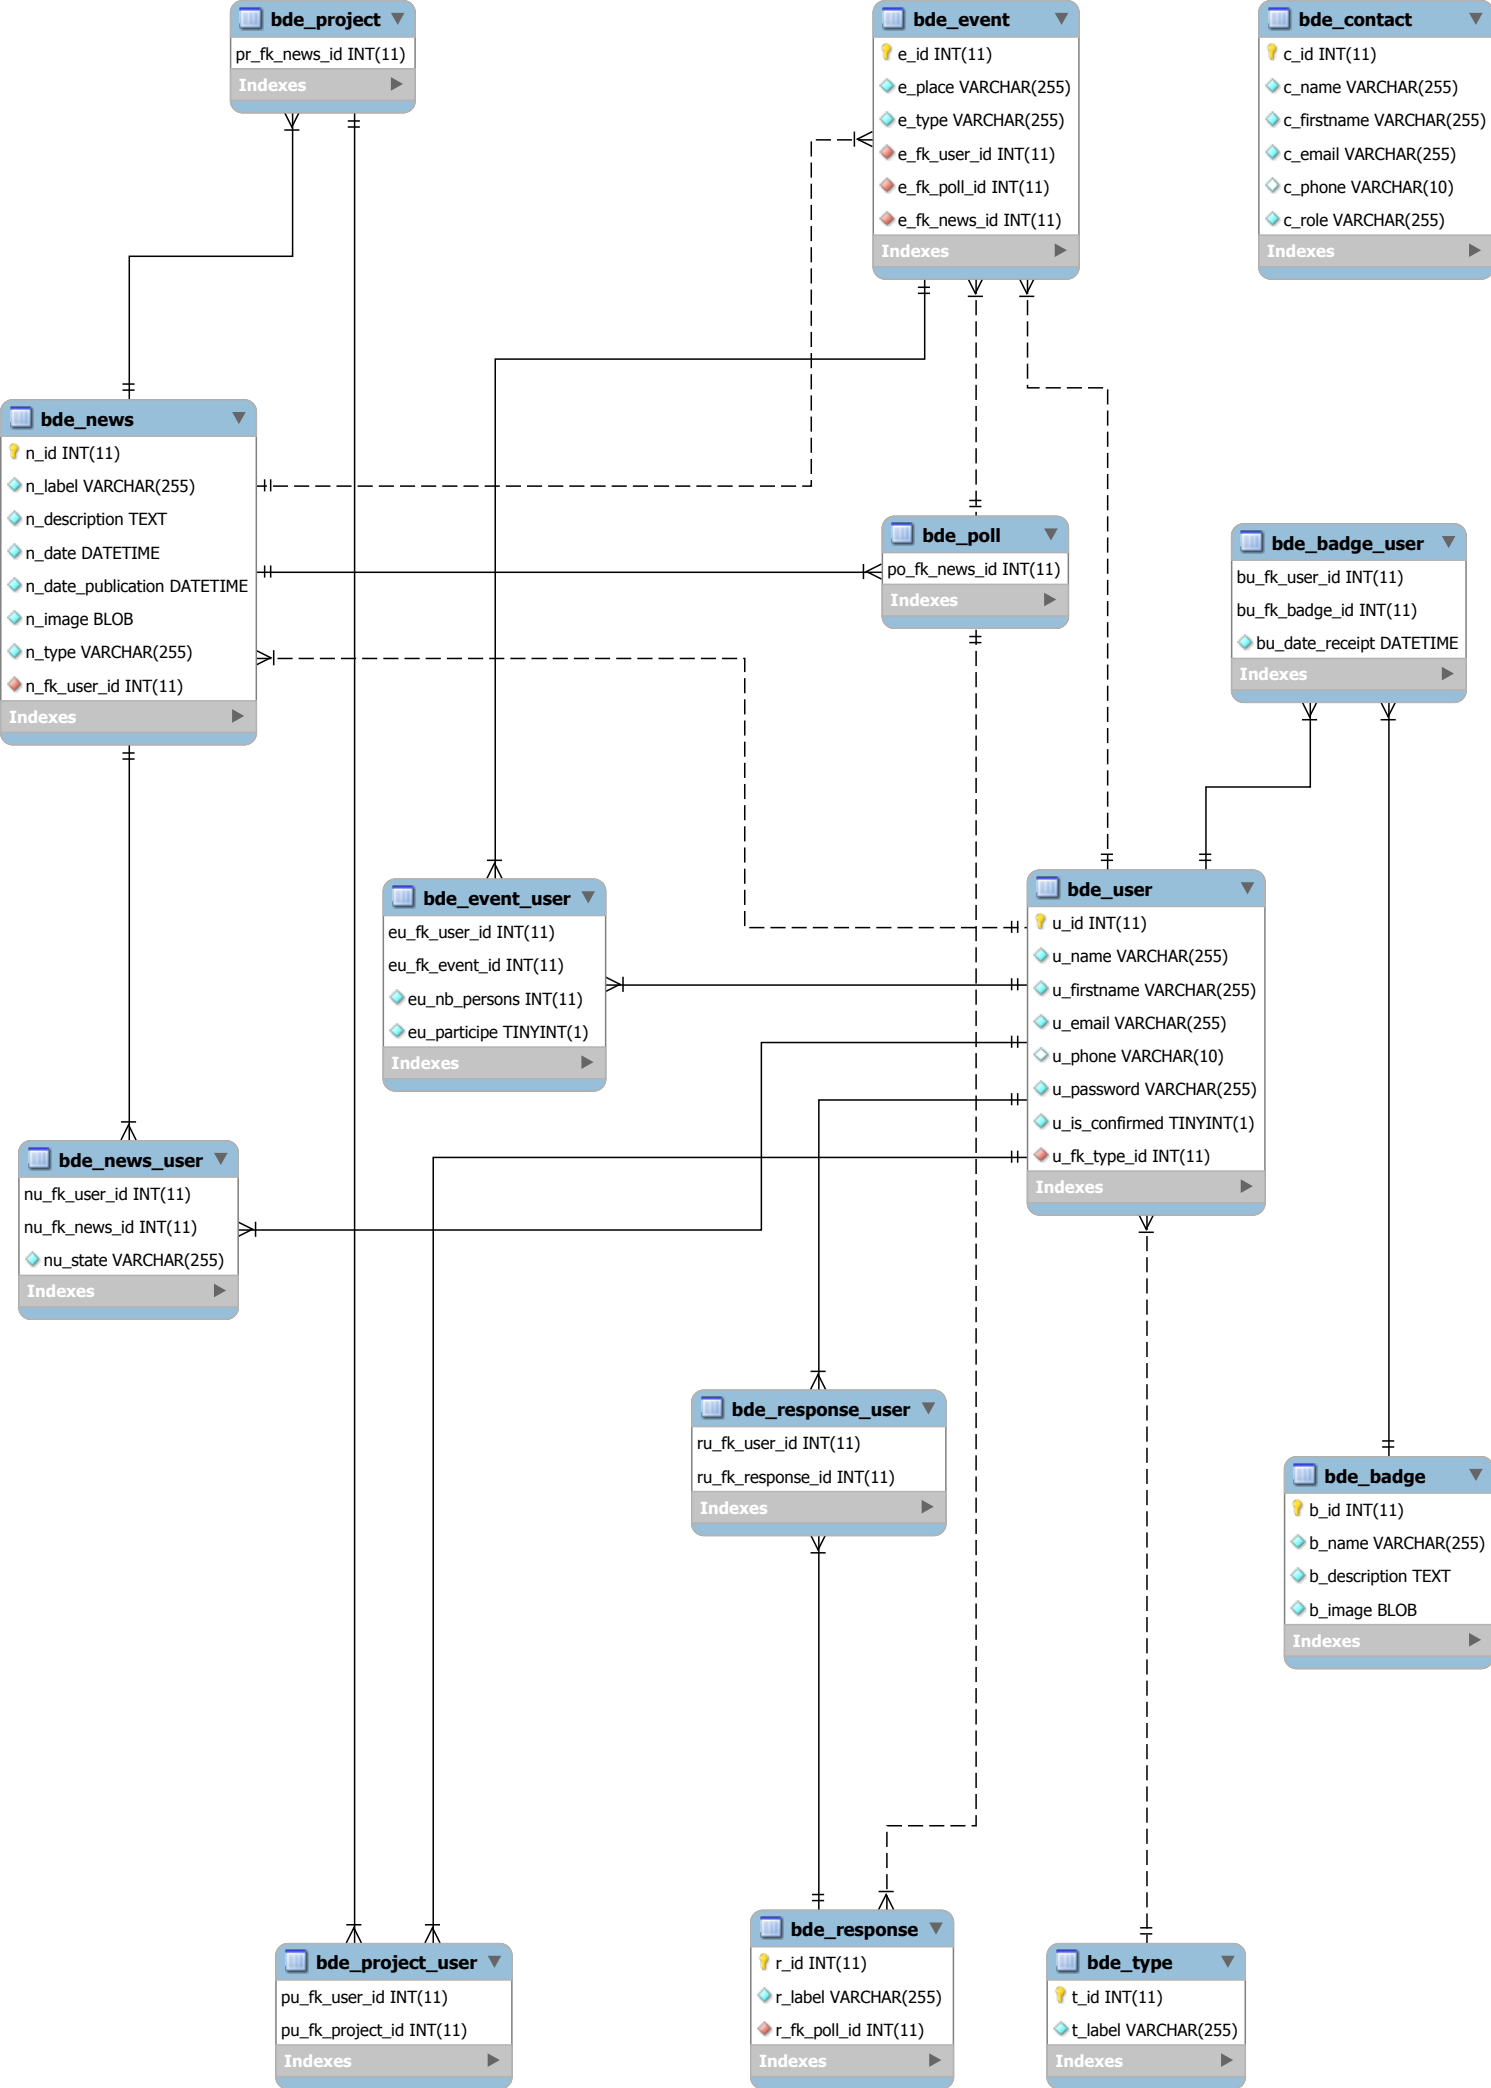 bde_project
pr_fk_news_id INT(11)
Indexes
bde_event
e_id INT(11)
e_place VARCHAR(255)
e_type VARCHAR(255)
e_fk_user_id INT(11)
e_fk_poll_id INT(11)
e_fk_news_id INT(11)
Indexes
bde_contact
c_id INT(11)
c_name VARCHAR(255)
c_firstname VARCHAR(255)
c_email VARCHAR(255)
c_phone VARCHAR(10)
c_role VARCHAR(255)
Indexes
bde_news
n_id INT(11)
n_label VARCHAR(255)
n_description TEXT
n_date DATETIME
n_date_publication DATETIME
n_image BLOB
n_type VARCHAR(255)
n_fk_user_id INT(11)
Indexes
bde_poll
po_fk_news_id INT(11)
Indexes
bde_badge_user
bu_fk_user_id INT(11)
bu_fk_badge_id INT(11)
bu_date_receipt DATETIME
Indexes
bde_event_user
eu_fk_user_id INT(11)
eu_fk_event_id INT(11)
eu_nb_persons INT(11)
eu_participe TINYINT(1)
Indexes
bde_user
u_id INT(11)
u_name VARCHAR(255)
u_firstname VARCHAR(255)
u_email VARCHAR(255)
u_phone VARCHAR(10)
u_password VARCHAR(255)
u_is_confirmed TINYINT(1)
u_fk_type_id INT(11)
Indexes
bde_news_user
nu_fk_user_id INT(11)
nu_fk_news_id INT(11)
nu_state VARCHAR(255)
Indexes
bde_response_user
ru_fk_user_id INT(11)
ru_fk_response_id INT(11)
Indexes
bde_badge
b_id INT(11)
b_name VARCHAR(255)
b_description TEXT
b_image BLOB
Indexes
bde_project_user
pu_fk_user_id INT(11)
pu_fk_project_id INT(11)
Indexes
bde_response
r_id INT(11)
r_label VARCHAR(255)
r_fk_poll_id INT(11)
Indexes
bde_type
t_id INT(11)
t_label VARCHAR(255)
Indexes